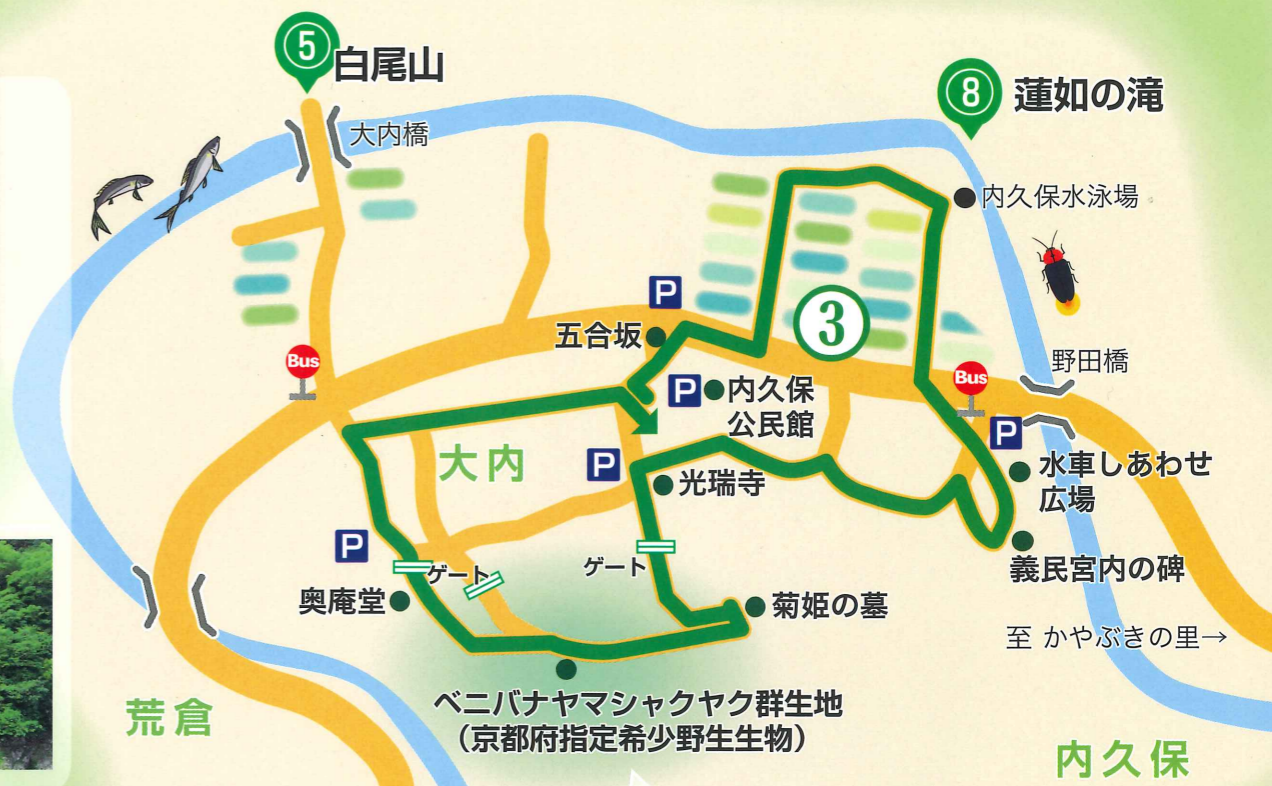 ⑤
白尾山
⑧
蓮如の滝
大内橋
内久保水泳場
P
五合坂
③
Bus
Bus
野田橋
P
内久保
公民館
P
大内
P
光瑞寺
水車しあわせ
広場
P
ゲート
ゲート
義民宮内の碑
奥庵堂
菊姫の墓
至 かやぶきの里→
ベニバナヤマシャクヤク群生地
（京都府指定希少野生生物）
荒倉
内久保